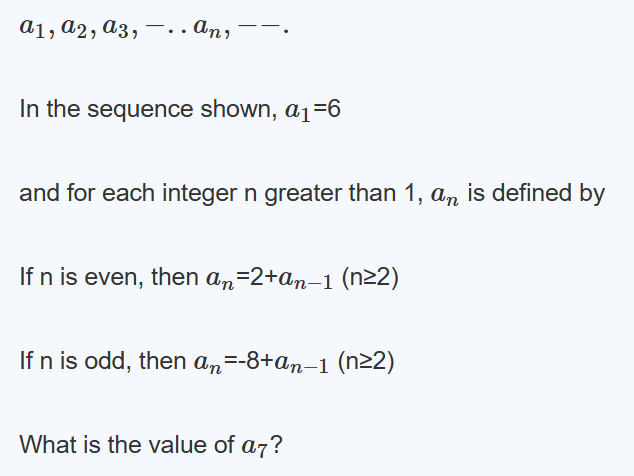 a₁, a₂, a₃, −. . aₙ, −−.
In the sequence shown, a₁=6
and for each integer n greater than 1, aₙ is defined by
If n is even, then aₙ=2+aₙ₋₁ (n≥2)
If n is odd, then aₙ=-8+aₙ₋₁ (n≥2)
What is the value of a₇?